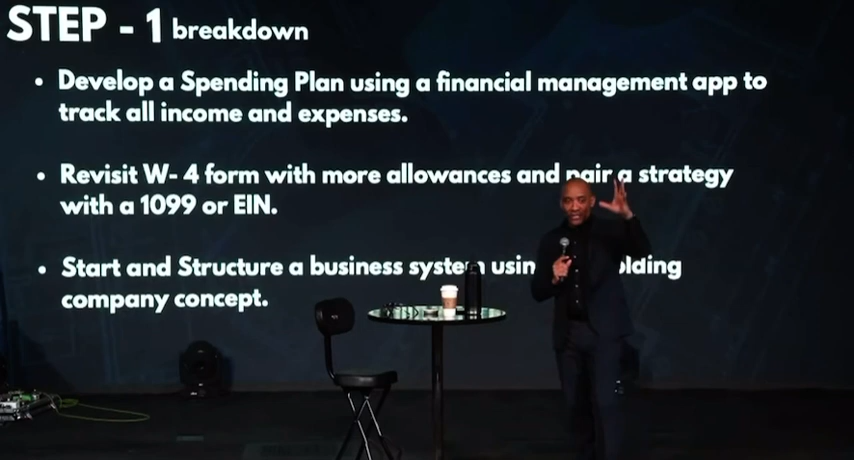 STEP - 1 breakdown
• Develop a Spending Plan using a financial management app to
track all income and expenses.
• Revisit W- 4 form with more allowances and pair a strategy
with a 1099 or EIN.
• Start and Structure a business system
company concept.